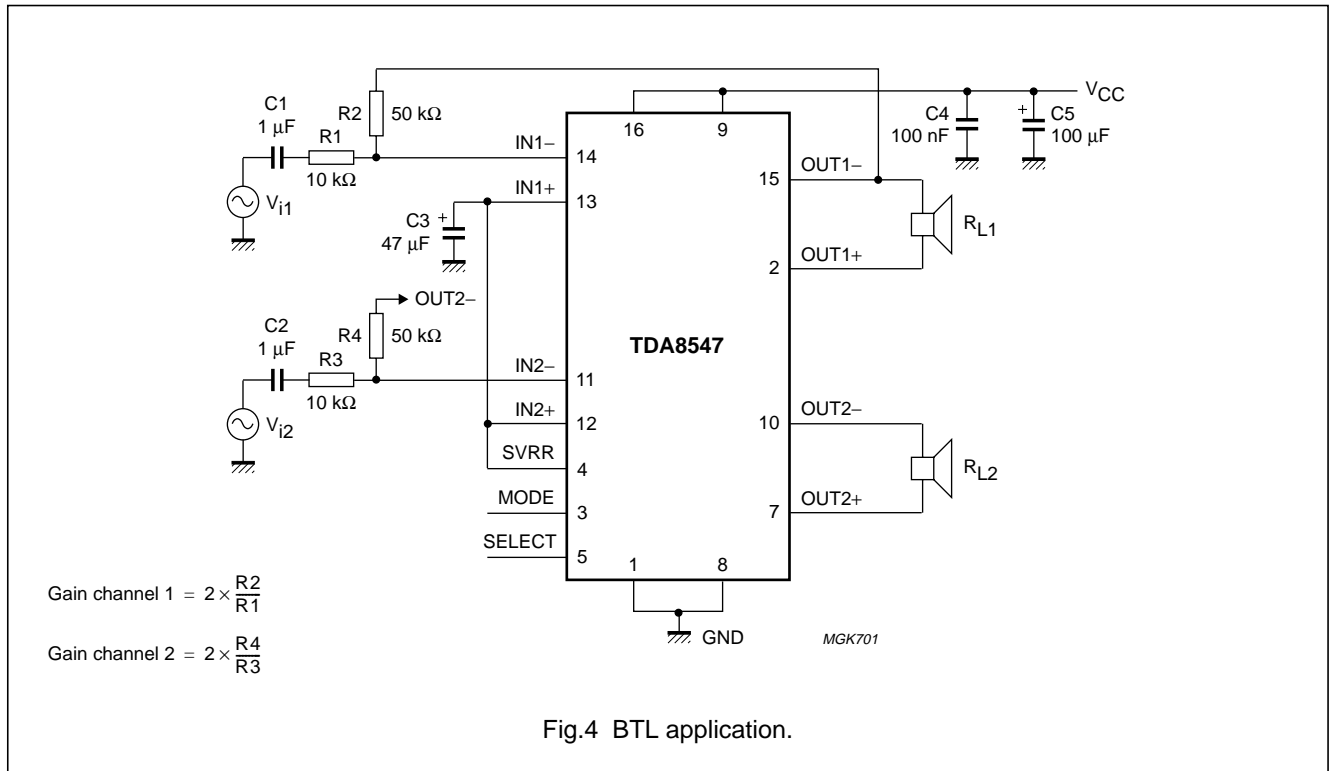 C1
1 µF
R1
10 kΩ
Vi1
R2
50 kΩ
IN1−
14
IN1+
13
C3 +
47 µF
OUT2−
C2
1 µF
R3
10 kΩ
Vi2
R4
50 kΩ
IN2−
11
IN2+
12
SVRR
4
MODE
3
SELECT
5
16
9
TDA8547
1
8
GND
15
OUT1−
2
OUT1+
10
OUT2−
7
OUT2+
C4
100 nF
+
C5
100 µF
VCC
RL1
RL2
Gain channel 1 = 2 × R2/R1
Gain channel 2 = 2 × R4/R3
MGK701
Fig.4 BTL application.